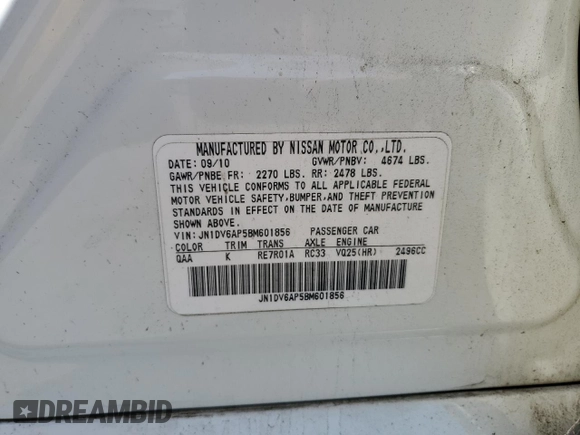 MANUFACTURED BY NISSAN MOTOR CO.,LTD.
DATE: 09/10 GVWR/PNBV: 4674 LBS.
GAWR/PNBE FR: 2270 LBS. RR: 2478 LBS.
THIS VEHICLE CONFORMS TO ALL APPLICABLE FEDERAL
MOTOR VEHICLE SAFETY,BUMPER,AND THEFT PREVENTION
STANDARDS IN EFFECT ON THE DATE OF MANUFACTURE
SHOWN ABOVE.
VIN:JN1DV6AP5BM601856 PASSENGER CAR
COLOR TRIM TRANS AXLE ENGINE
QAA K RE7R01A RC33 VQ25(HR) 2496CC
JN1DV6AP5BM601856
DREAMBID